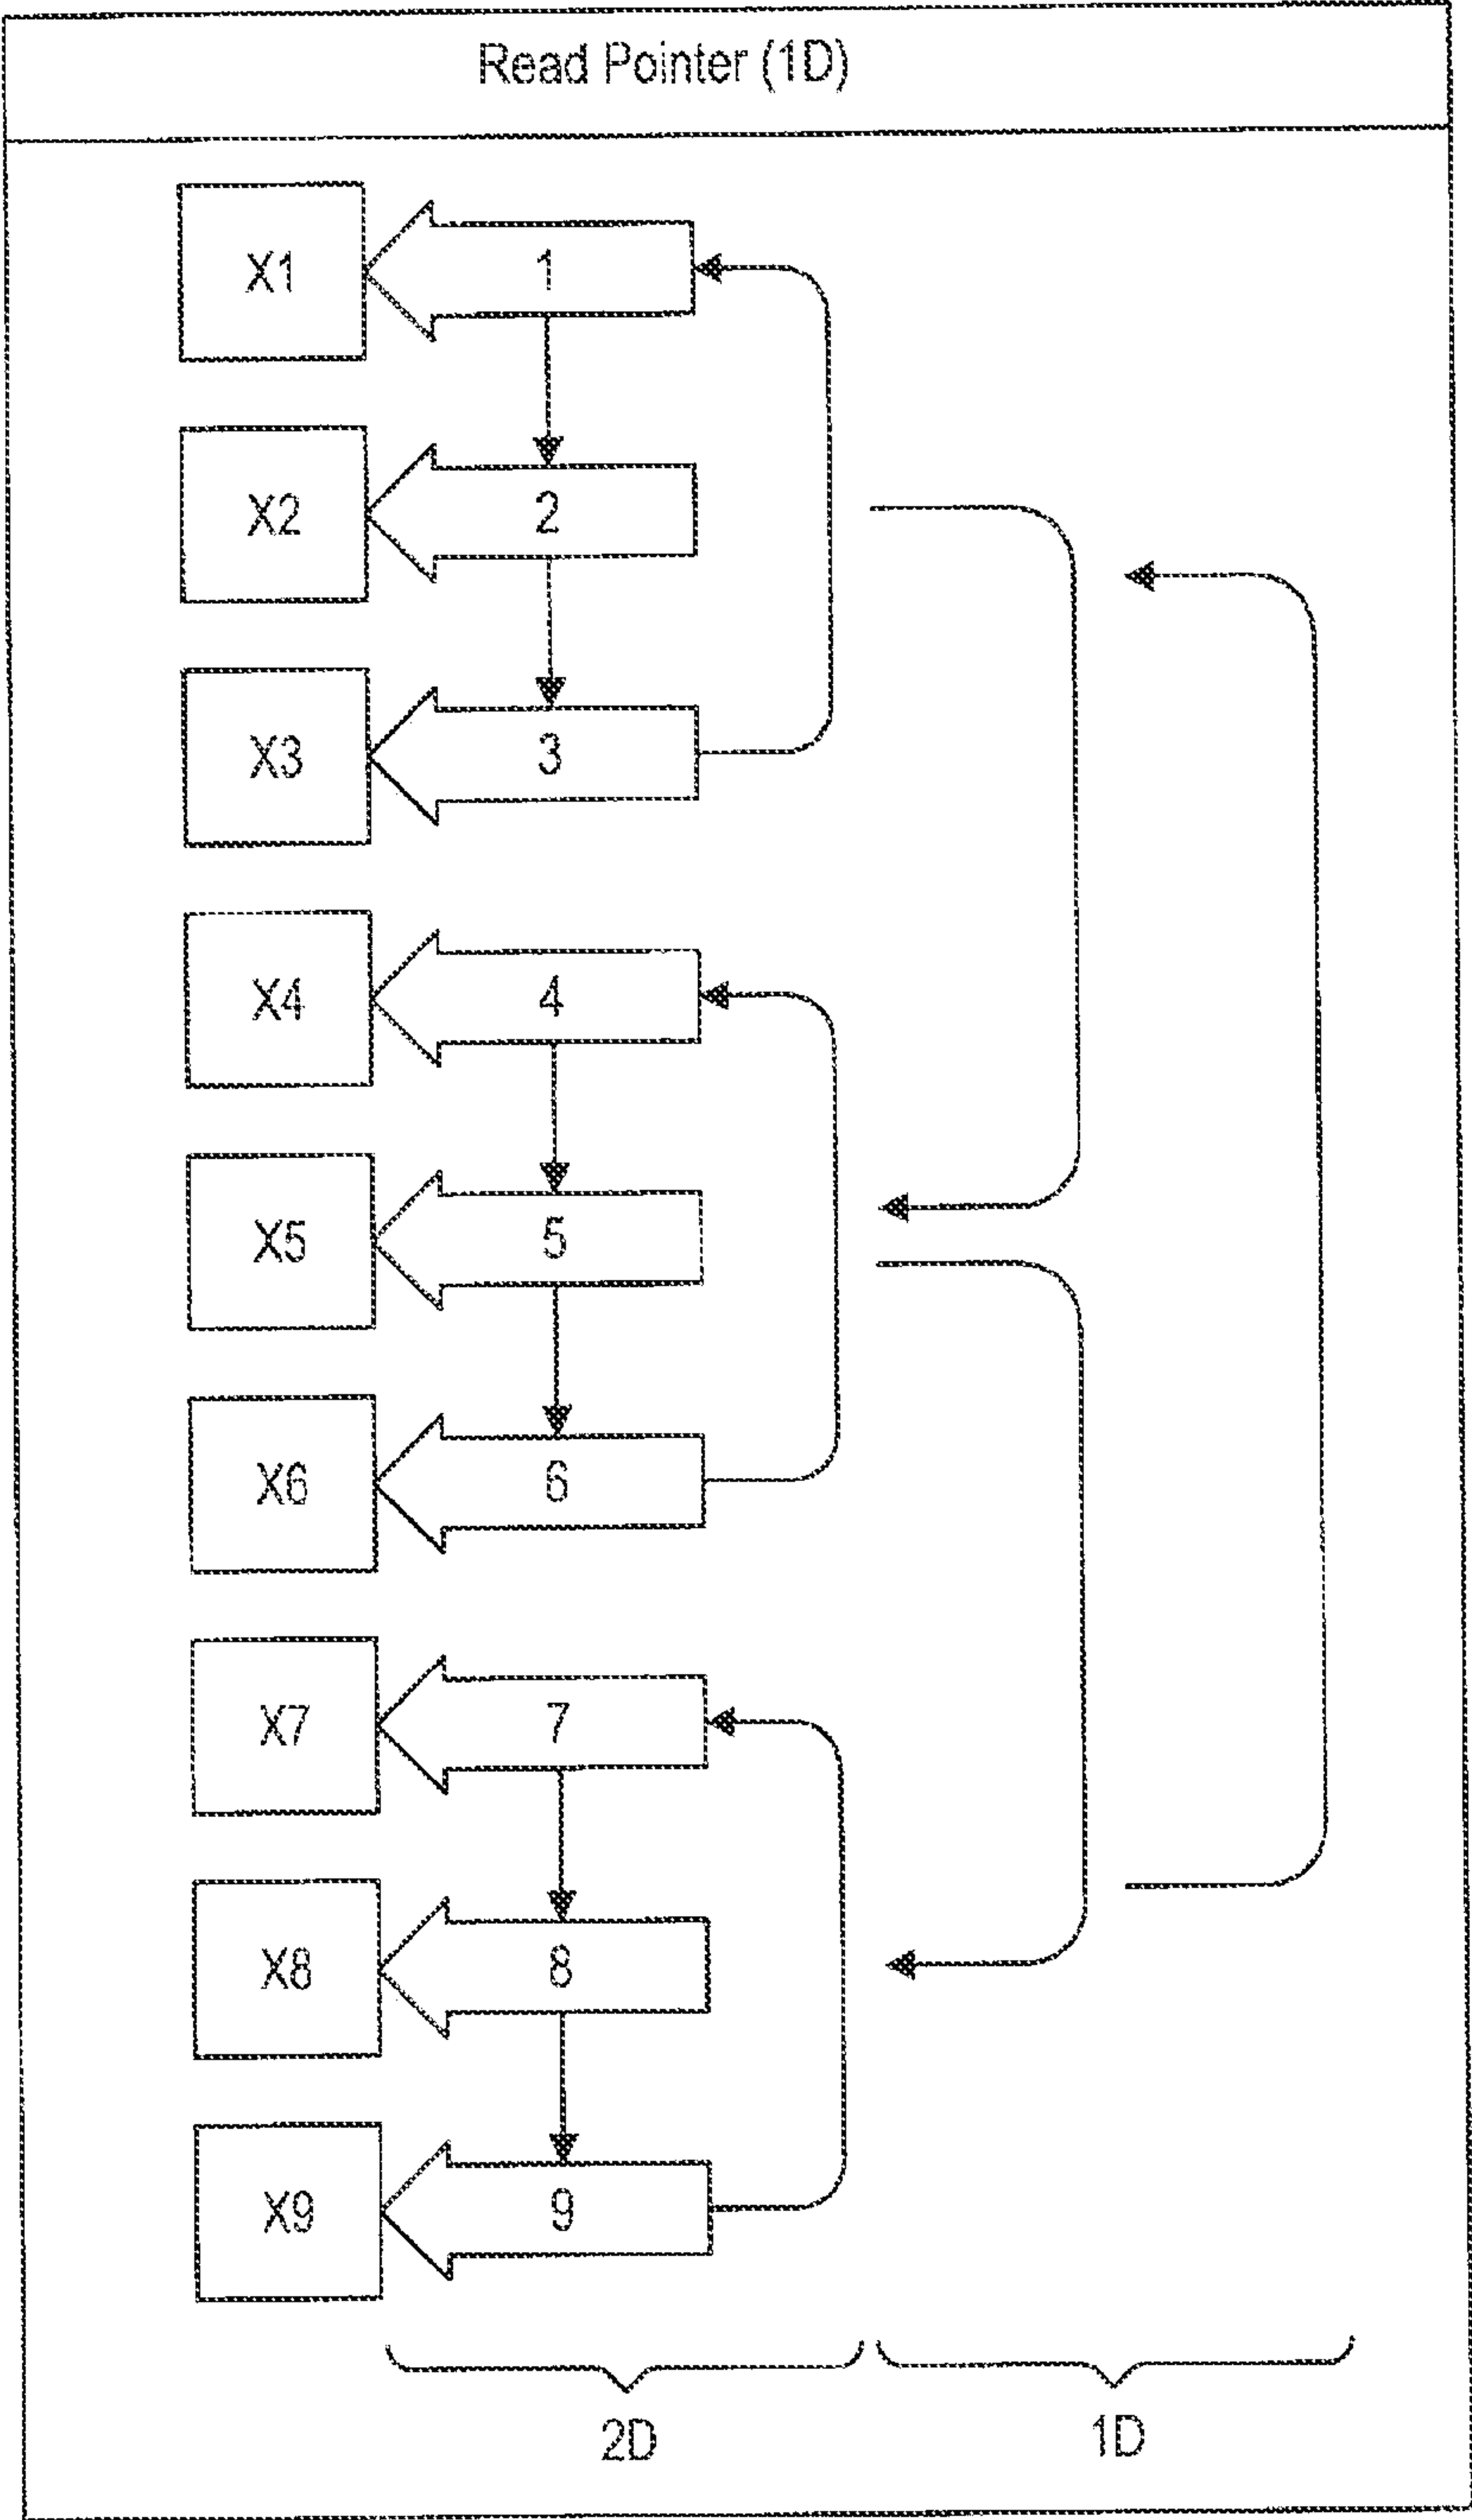 Read Pointer (1D)
X1 1
X2 2
X3 3
X4 4
X5 5
X6 6
X7 7
X8 8
X9 9
2D 1D